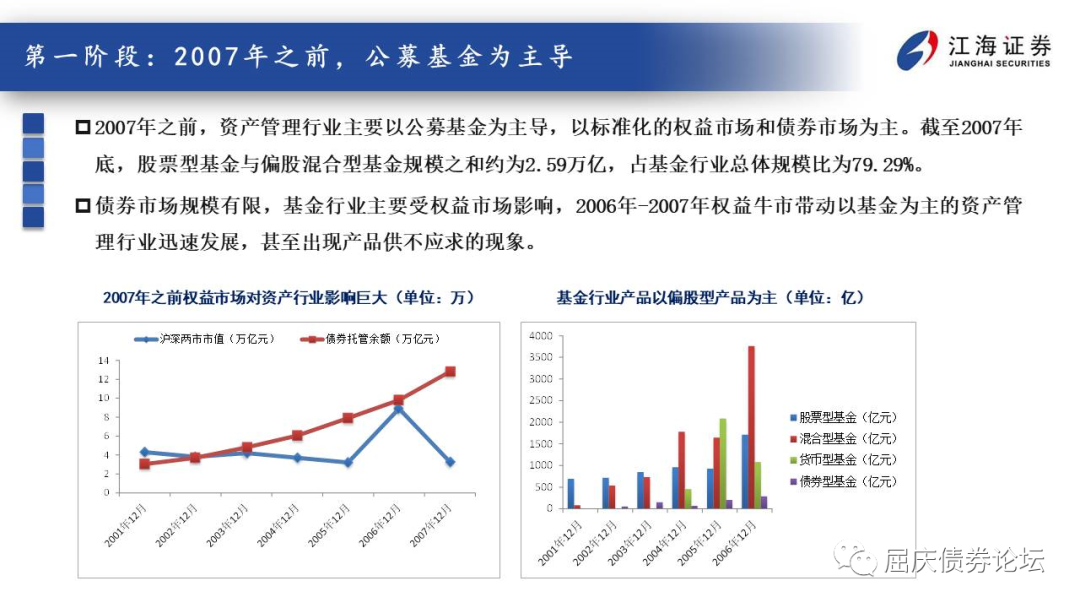 第一阶段：2007年之前，公募基金为主导
江海证券
JIANGHAI SECURITIES
2007年之前，资产管理行业主要以公募基金为主导，以标准化的权益市场和债券市场为主。截至2007年
底，股票型基金与偏股混合型基金规模之和约为2.59万亿，占基金行业总体规模比为79.29%。
债券市场规模有限，基金行业主要受权益市场影响，2006年-2007年权益牛市带动以基金为主的资产管
理行业迅速发展，甚至出现产品供不应求的现象。
2007年之前权益市场对资产行业影响巨大（单位：万）
沪深两市市值（万亿元）
债券托管余额（万亿元）
14
12
10
8
6
4
2
0
2001年12月
2002年12月
2003年12月
2004年12月
2005年12月
2006年12月
2007年12月
基金行业产品以偏股型产品为主（单位：亿）
4000
3500
3000
2500
2000
1500
1000
500
0
2001年12月
2002年12月
2003年12月
2004年12月
2005年12月
2006年12月
股票型基金（亿元）
混合型基金（亿元）
货币型基金（亿元）
债券型基金（亿元）
屈庆债券论坛